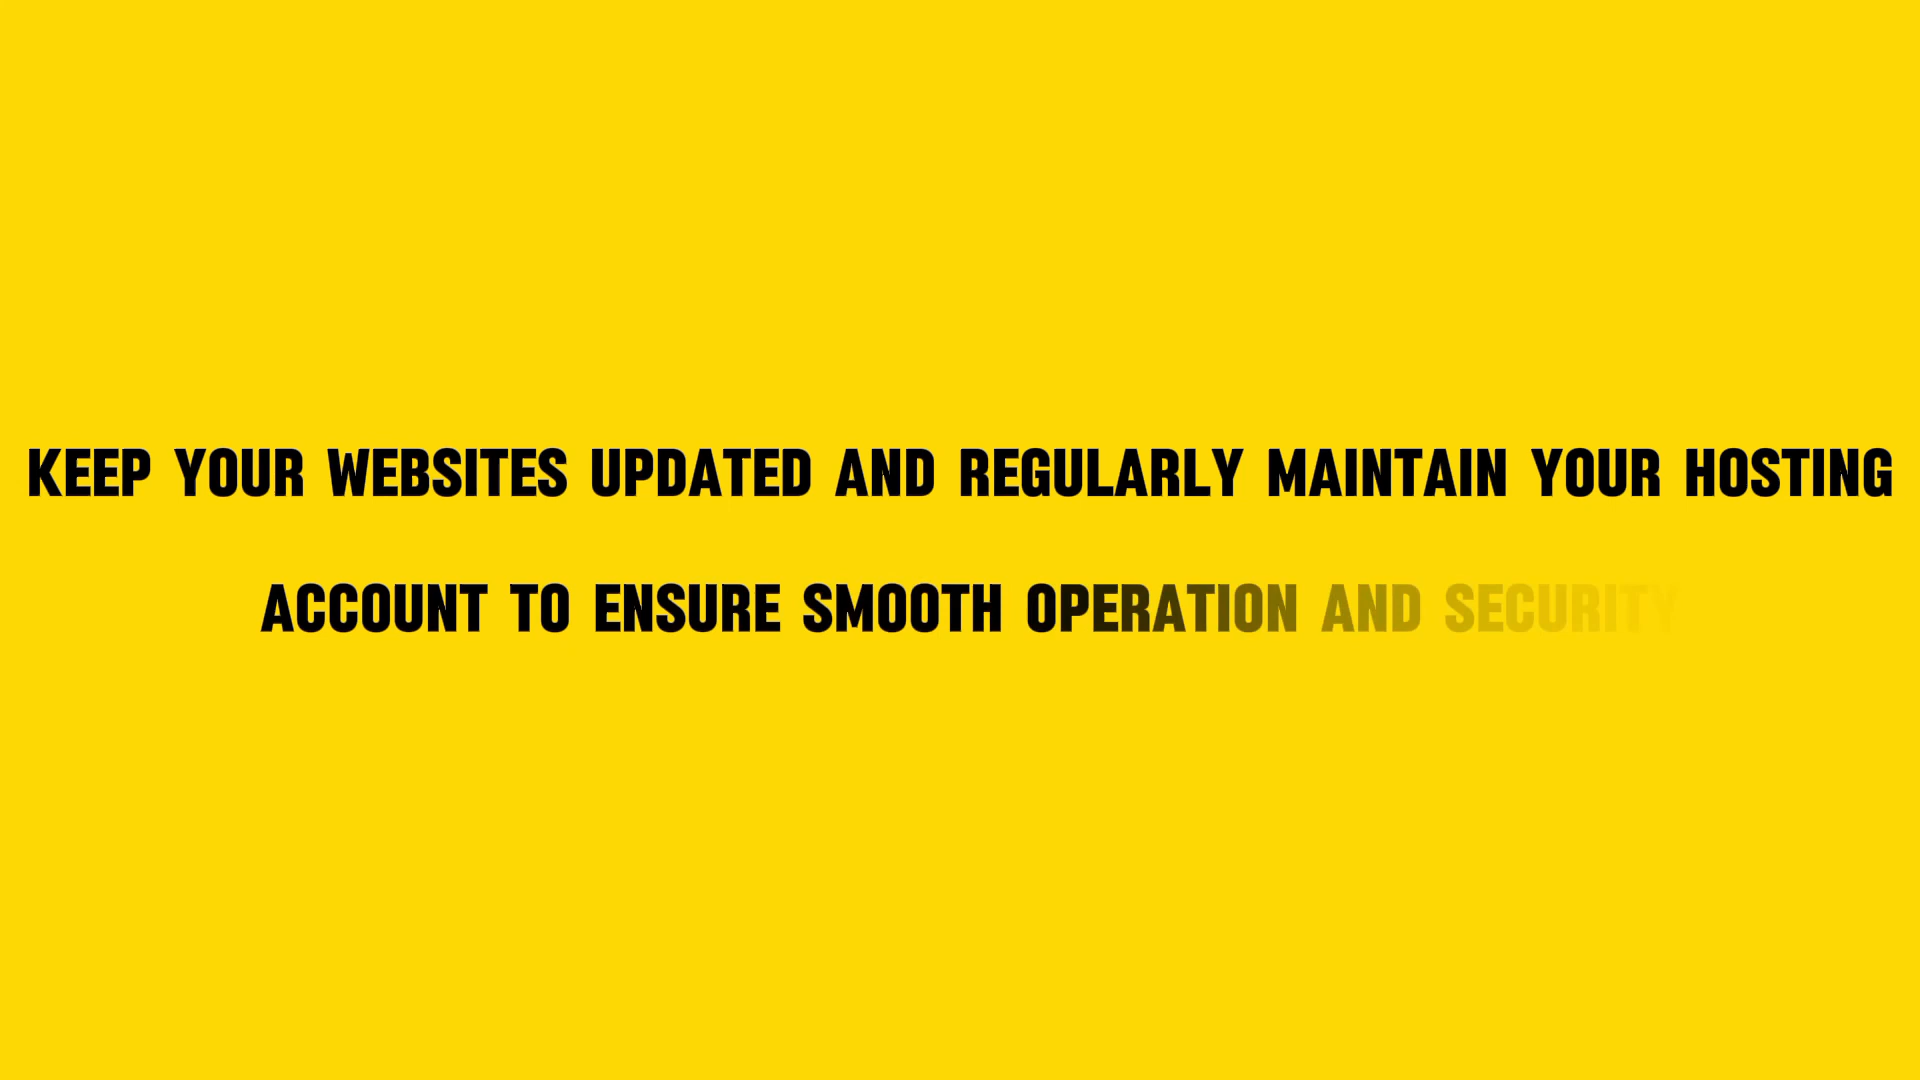 KEEP YOUR WEBSITES UPDATED AND REGULARLY MAINTAIN YOUR HOSTING
ACCOUNT TO ENSURE SMOOTH OPERATION AND SECURITY